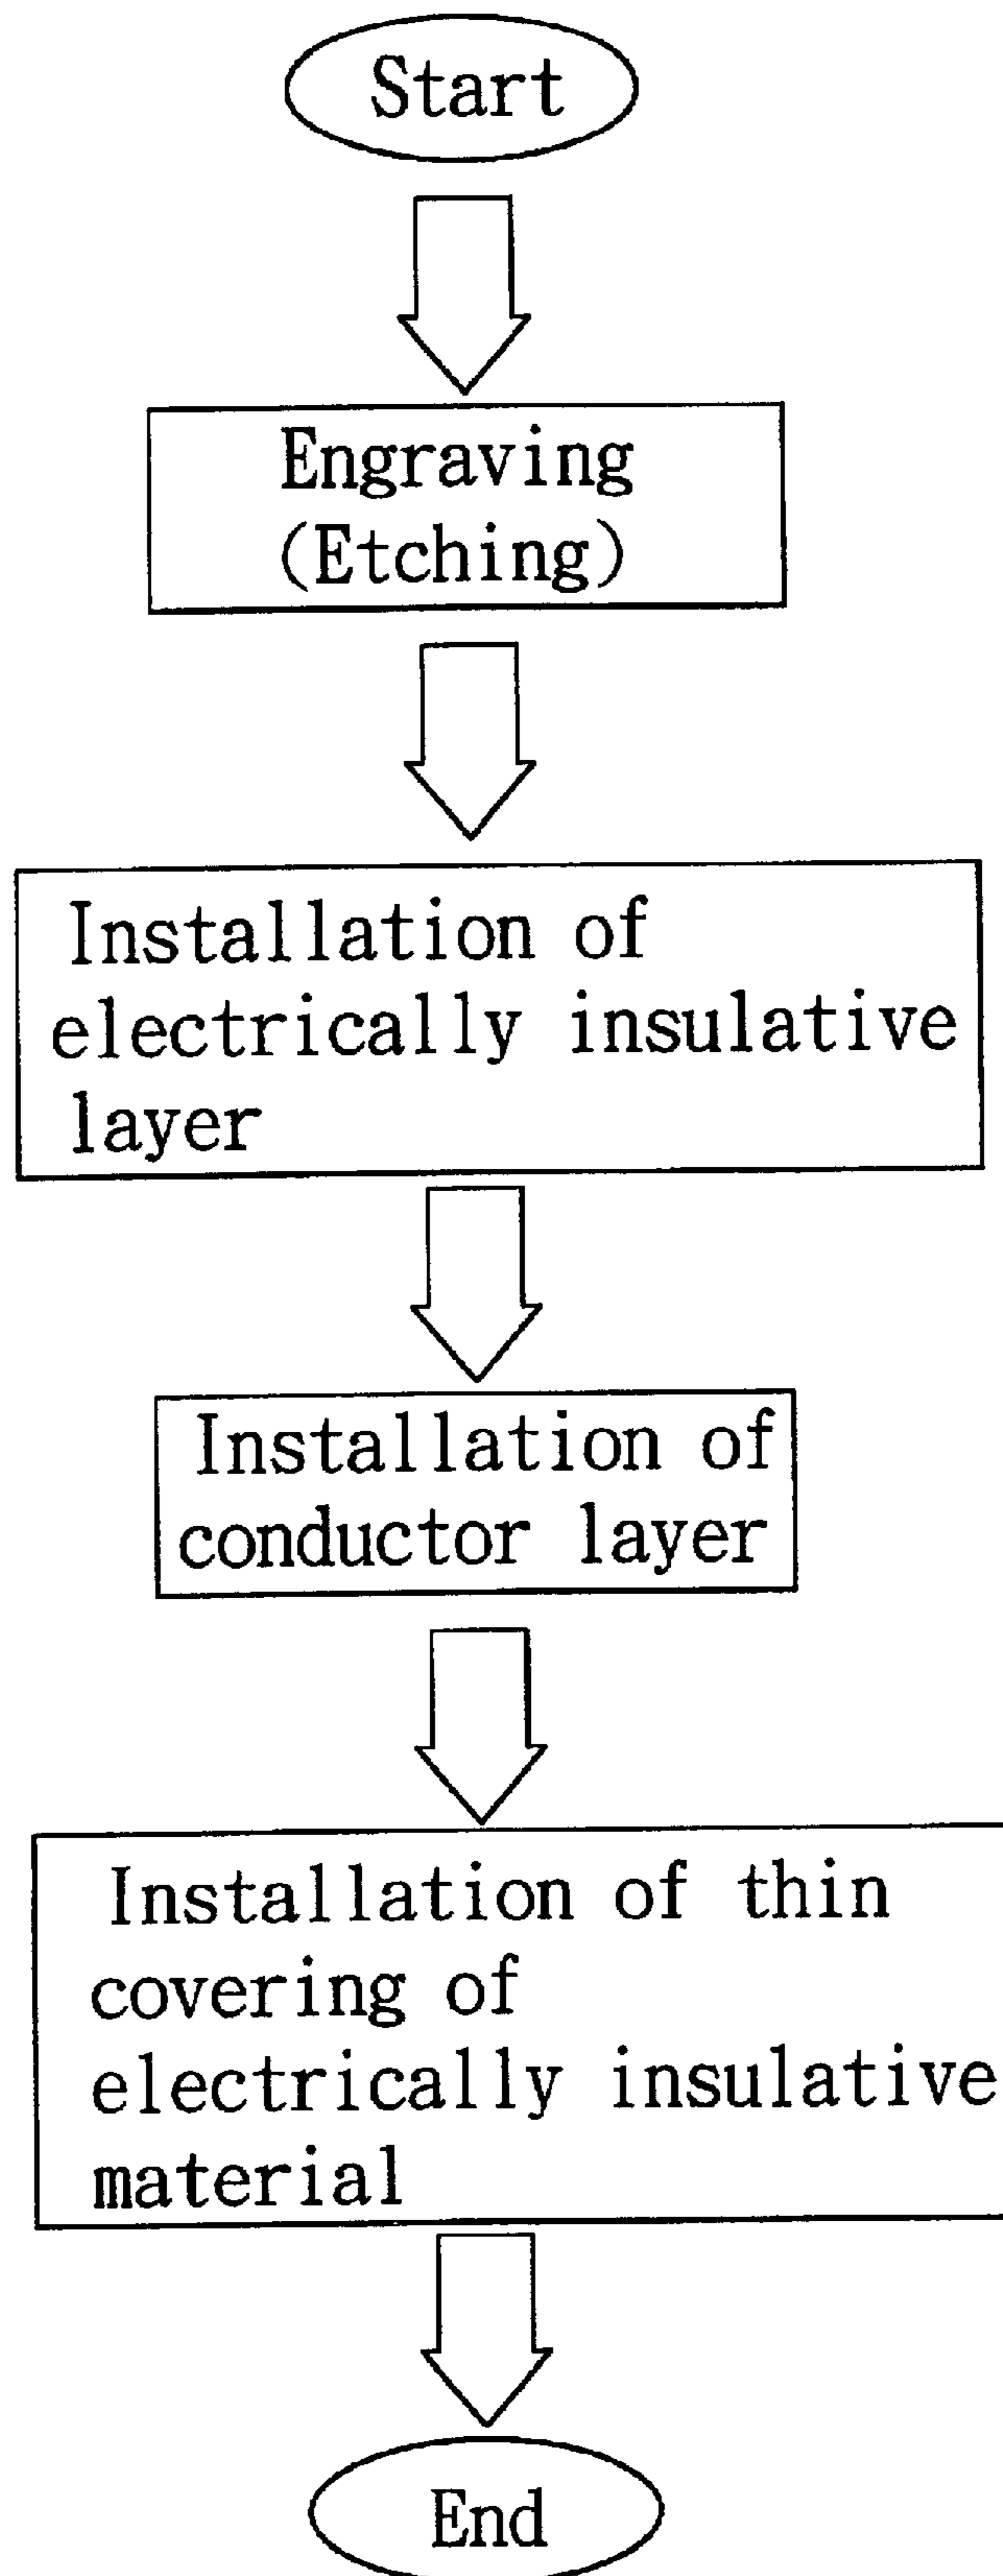 Start
Engraving
(Etching)
Installation of
electrically insulative
layer
Installation of
conductor layer
Installation of thin
covering of
electrically insulative
material
End